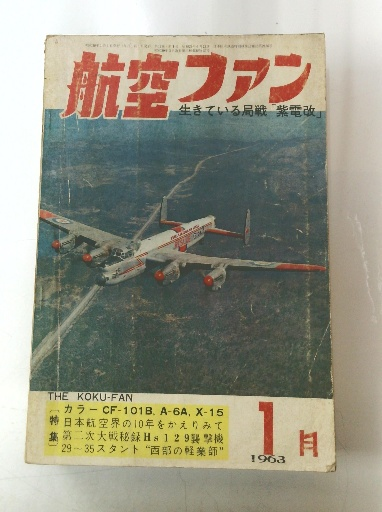 航空ファン
生きている局戦「紫電改」
THE KOKU-FAN
特集
カラー CF-101B, A-6A, X-15
日本航空界の10年をかえりみて
第二次大戦秘録Hs129襲撃機
29〜35スタント “西部の軽業師”
1月
1963